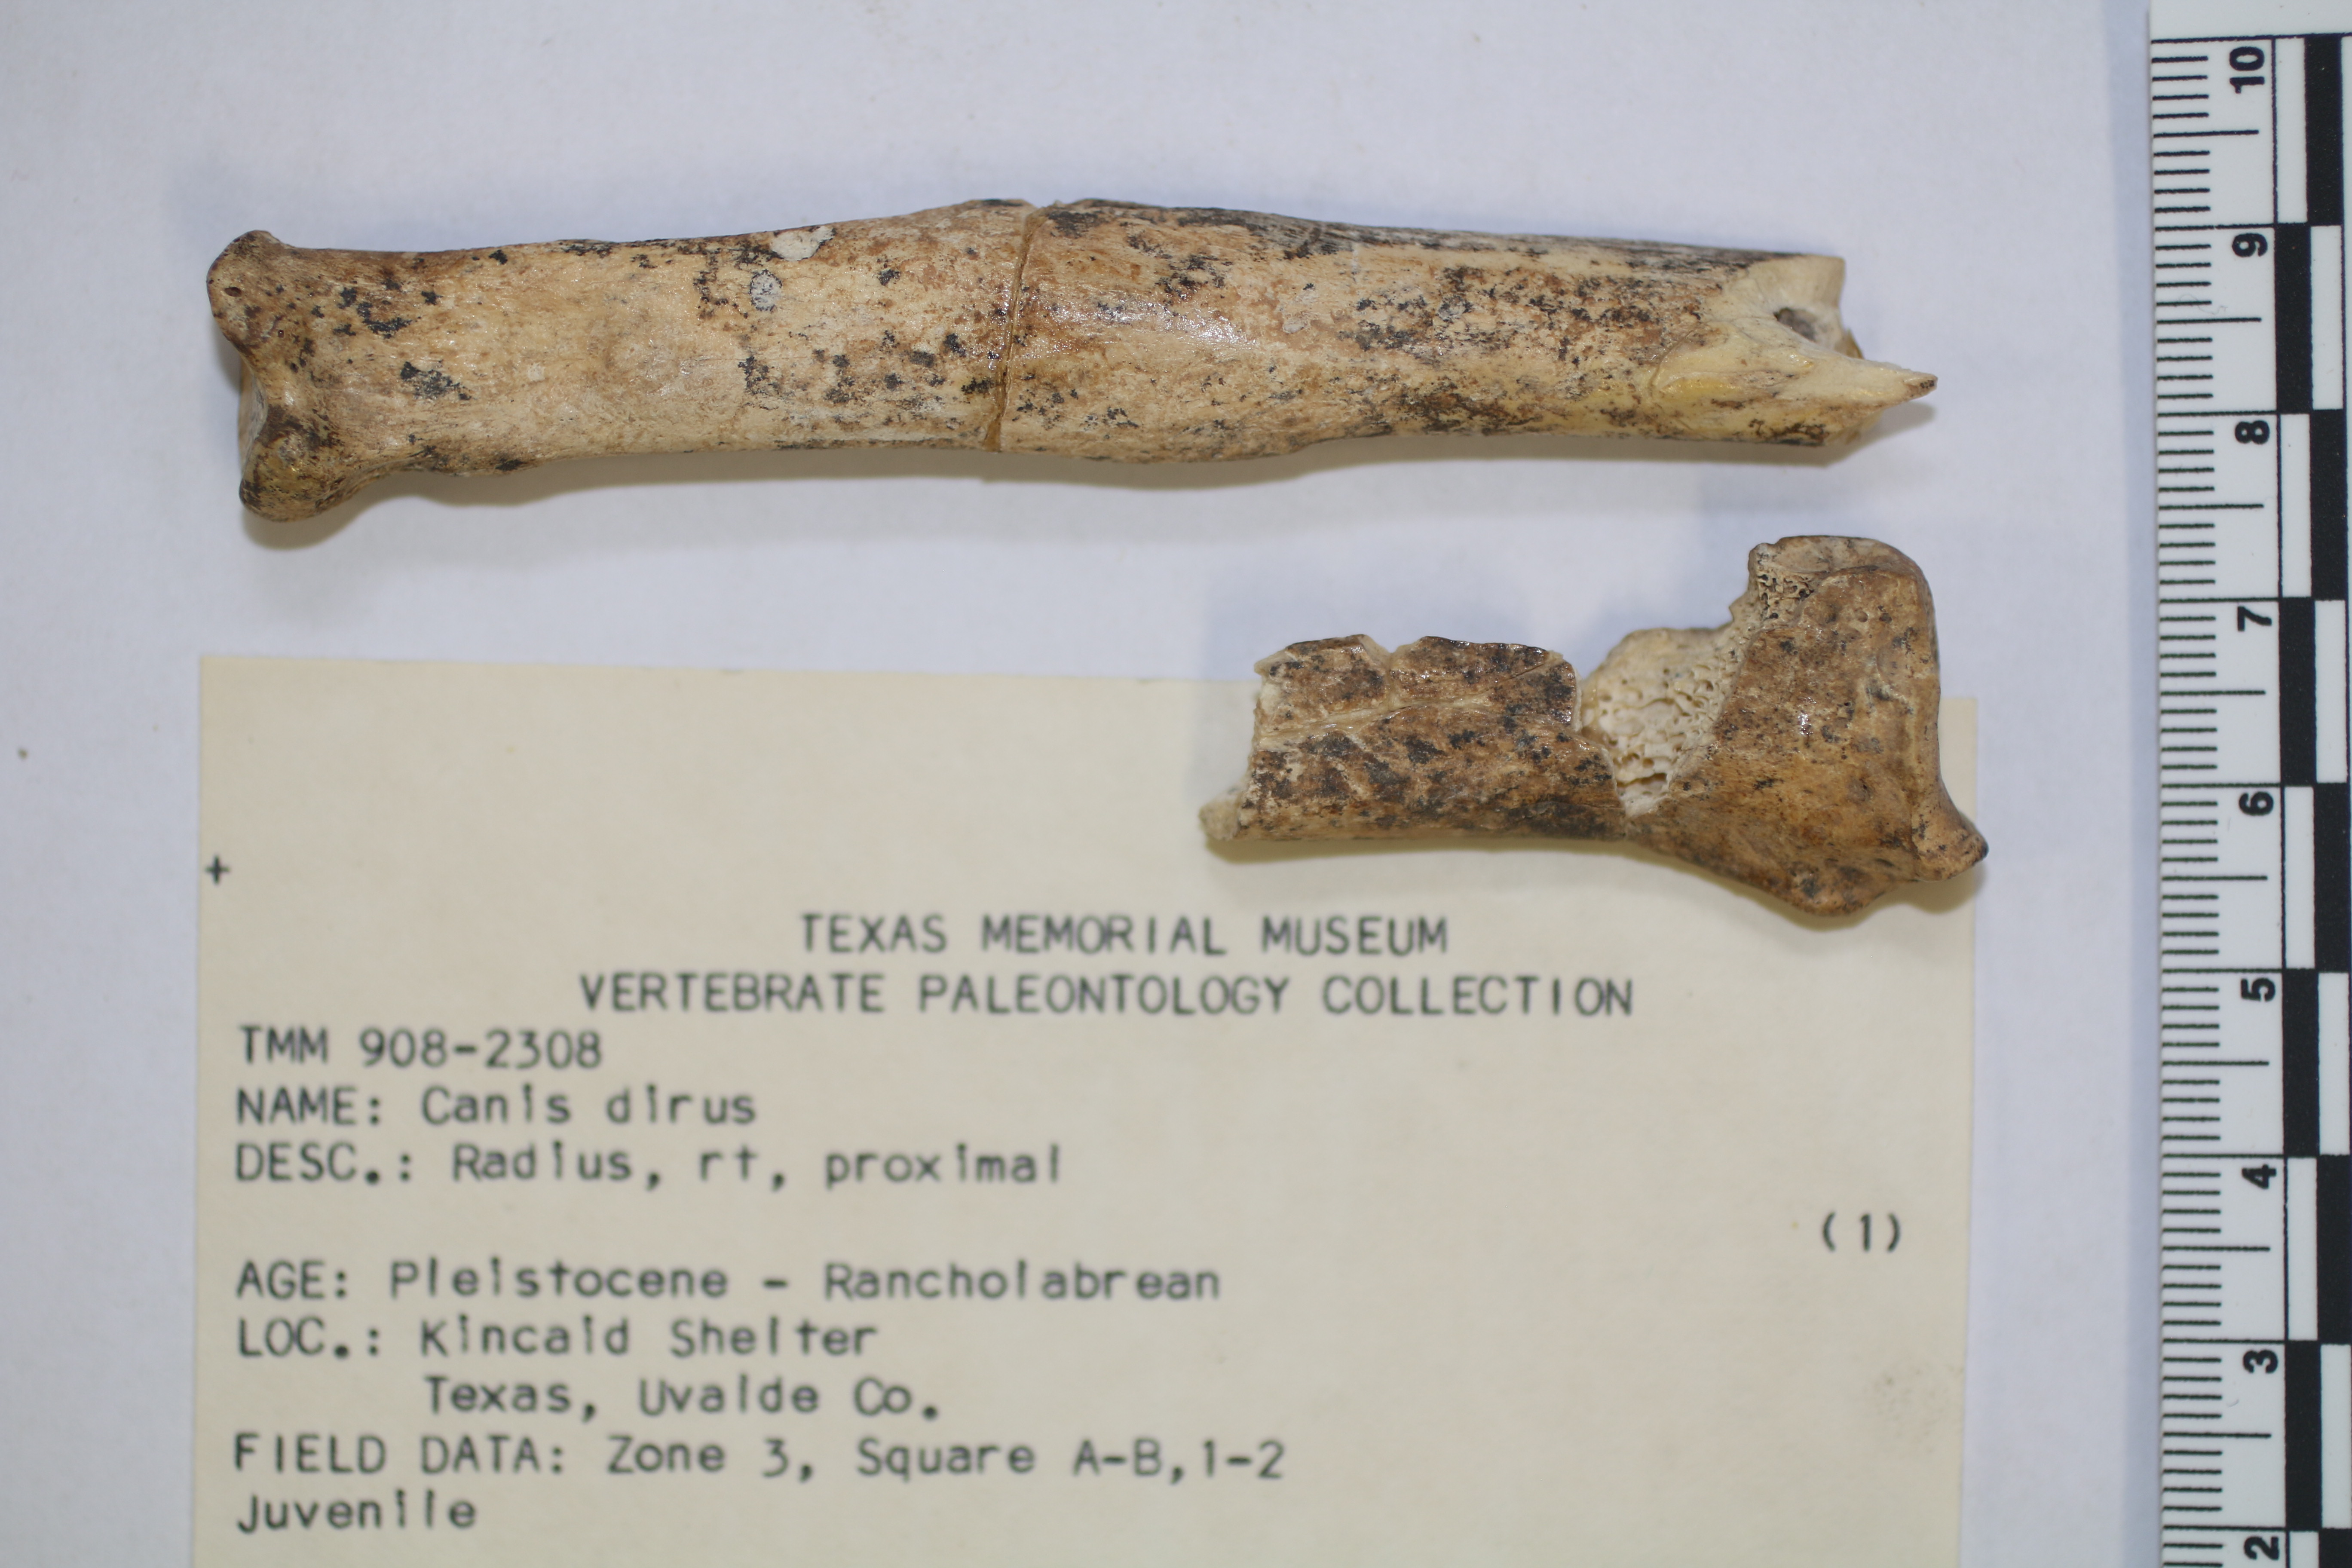 +
TEXAS MEMORIAL MUSEUM
VERTEBRATE PALEONTOLOGY COLLECTION
TMM 908-2308
NAME: Canis dirus
DESC.: Radius, rt, proximal
(1)
AGE: Pleistocene - Rancholabrean
LOC.: Kincaid Shelter
Texas, Uvalde Co.
FIELD DATA: Zone 3, Square A-B,1-2
Juvenile
10
9
8
7
6
5
4
3
2